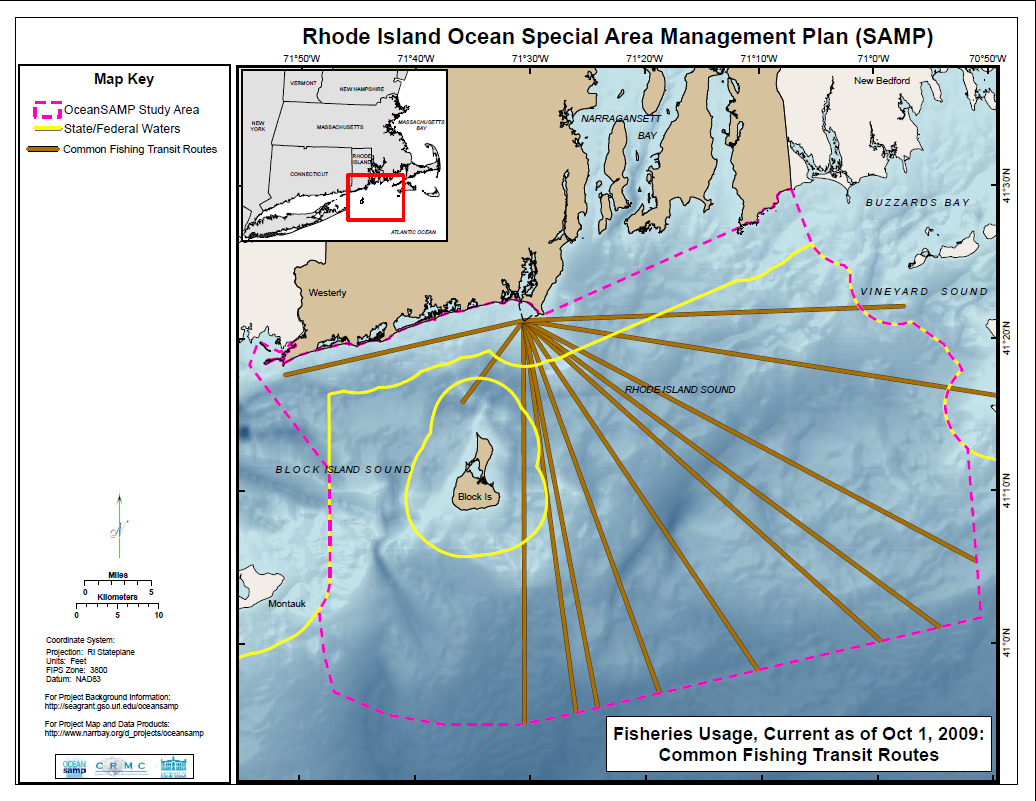 Rhode Island Ocean Special Area Management Plan (SAMP)
71°50'W 71°40'W 71°30'W 71°20'W 71°10'W 71°0'W 70°50'W
Map Key
OceanSAMP Study Area
State/Federal Waters
Common Fishing Transit Routes
VERMONT
NEW HAMPSHIRE
NEW
YORK
MASSACHUSETTS
MASSACHUSETTS
BAY
RHODE
ISLAND
CONNECTICUT
ATLANTIC OCEAN
NARRAGANSETT
BAY
New Bedford
BUZZARDS BAY
41°30'N
Westerly
VINEYARD SOUND
41°20'N
RHODE ISLAND SOUND
BLOCK ISLAND SOUND
Block Is
41°10'N
Montauk
41°0'N
N
Miles
0 5
Kilometers
0 5 10
Coordinate System:
Projection: RI Stateplane
Units: Feet
FIPS Zone: 3800
Datum: NAD83
For Project Background Information:
http://seagrant.gso.uri.edu/oceansamp
For Project Map and Data Products:
http://www.narrbay.org/d_projects/oceansamp
OCEAN
samp
CRMC
Fisheries Usage, Current as of Oct 1, 2009:
Common Fishing Transit Routes